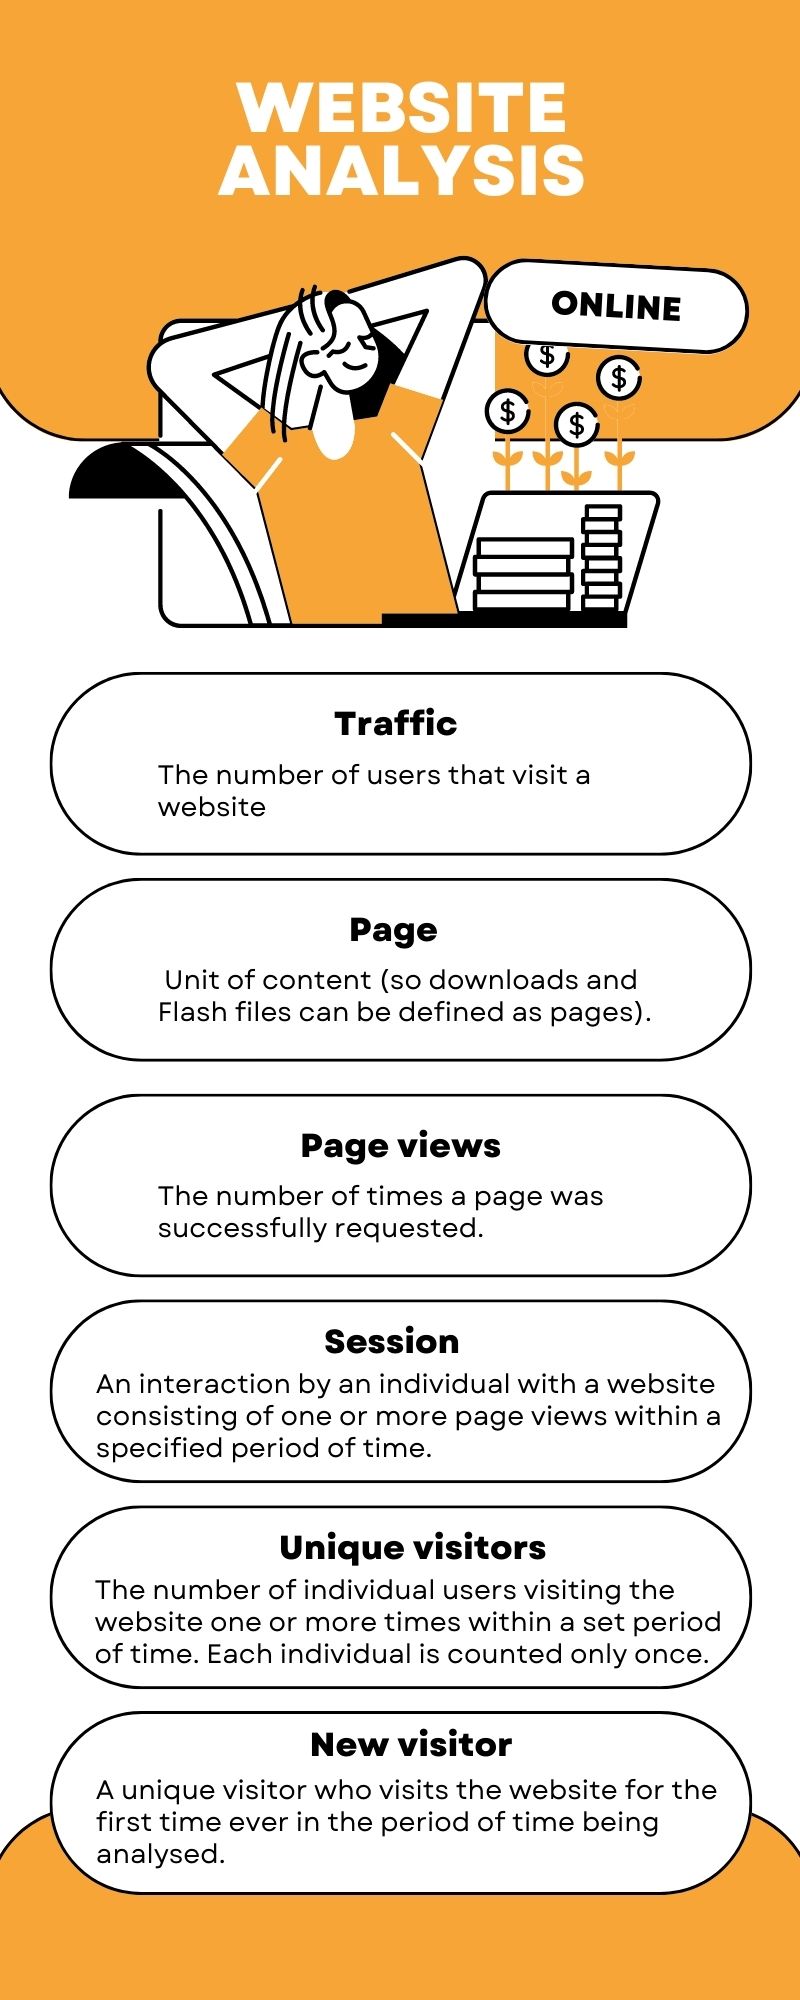 WEBSITE
ANALYSIS
ONLINE
$
$
$
$
Traffic
The number of users that visit a
website
Page
Unit of content (so downloads and
Flash files can be defined as pages).
Page views
The number of times a page was
successfully requested.
Session
An interaction by an individual with a website
consisting of one or more page views within a
specified period of time.
Unique visitors
The number of individual users visiting the
website one or more times within a set period
of time. Each individual is counted only once.
New visitor
A unique visitor who visits the website for the
first time ever in the period of time being
analysed.